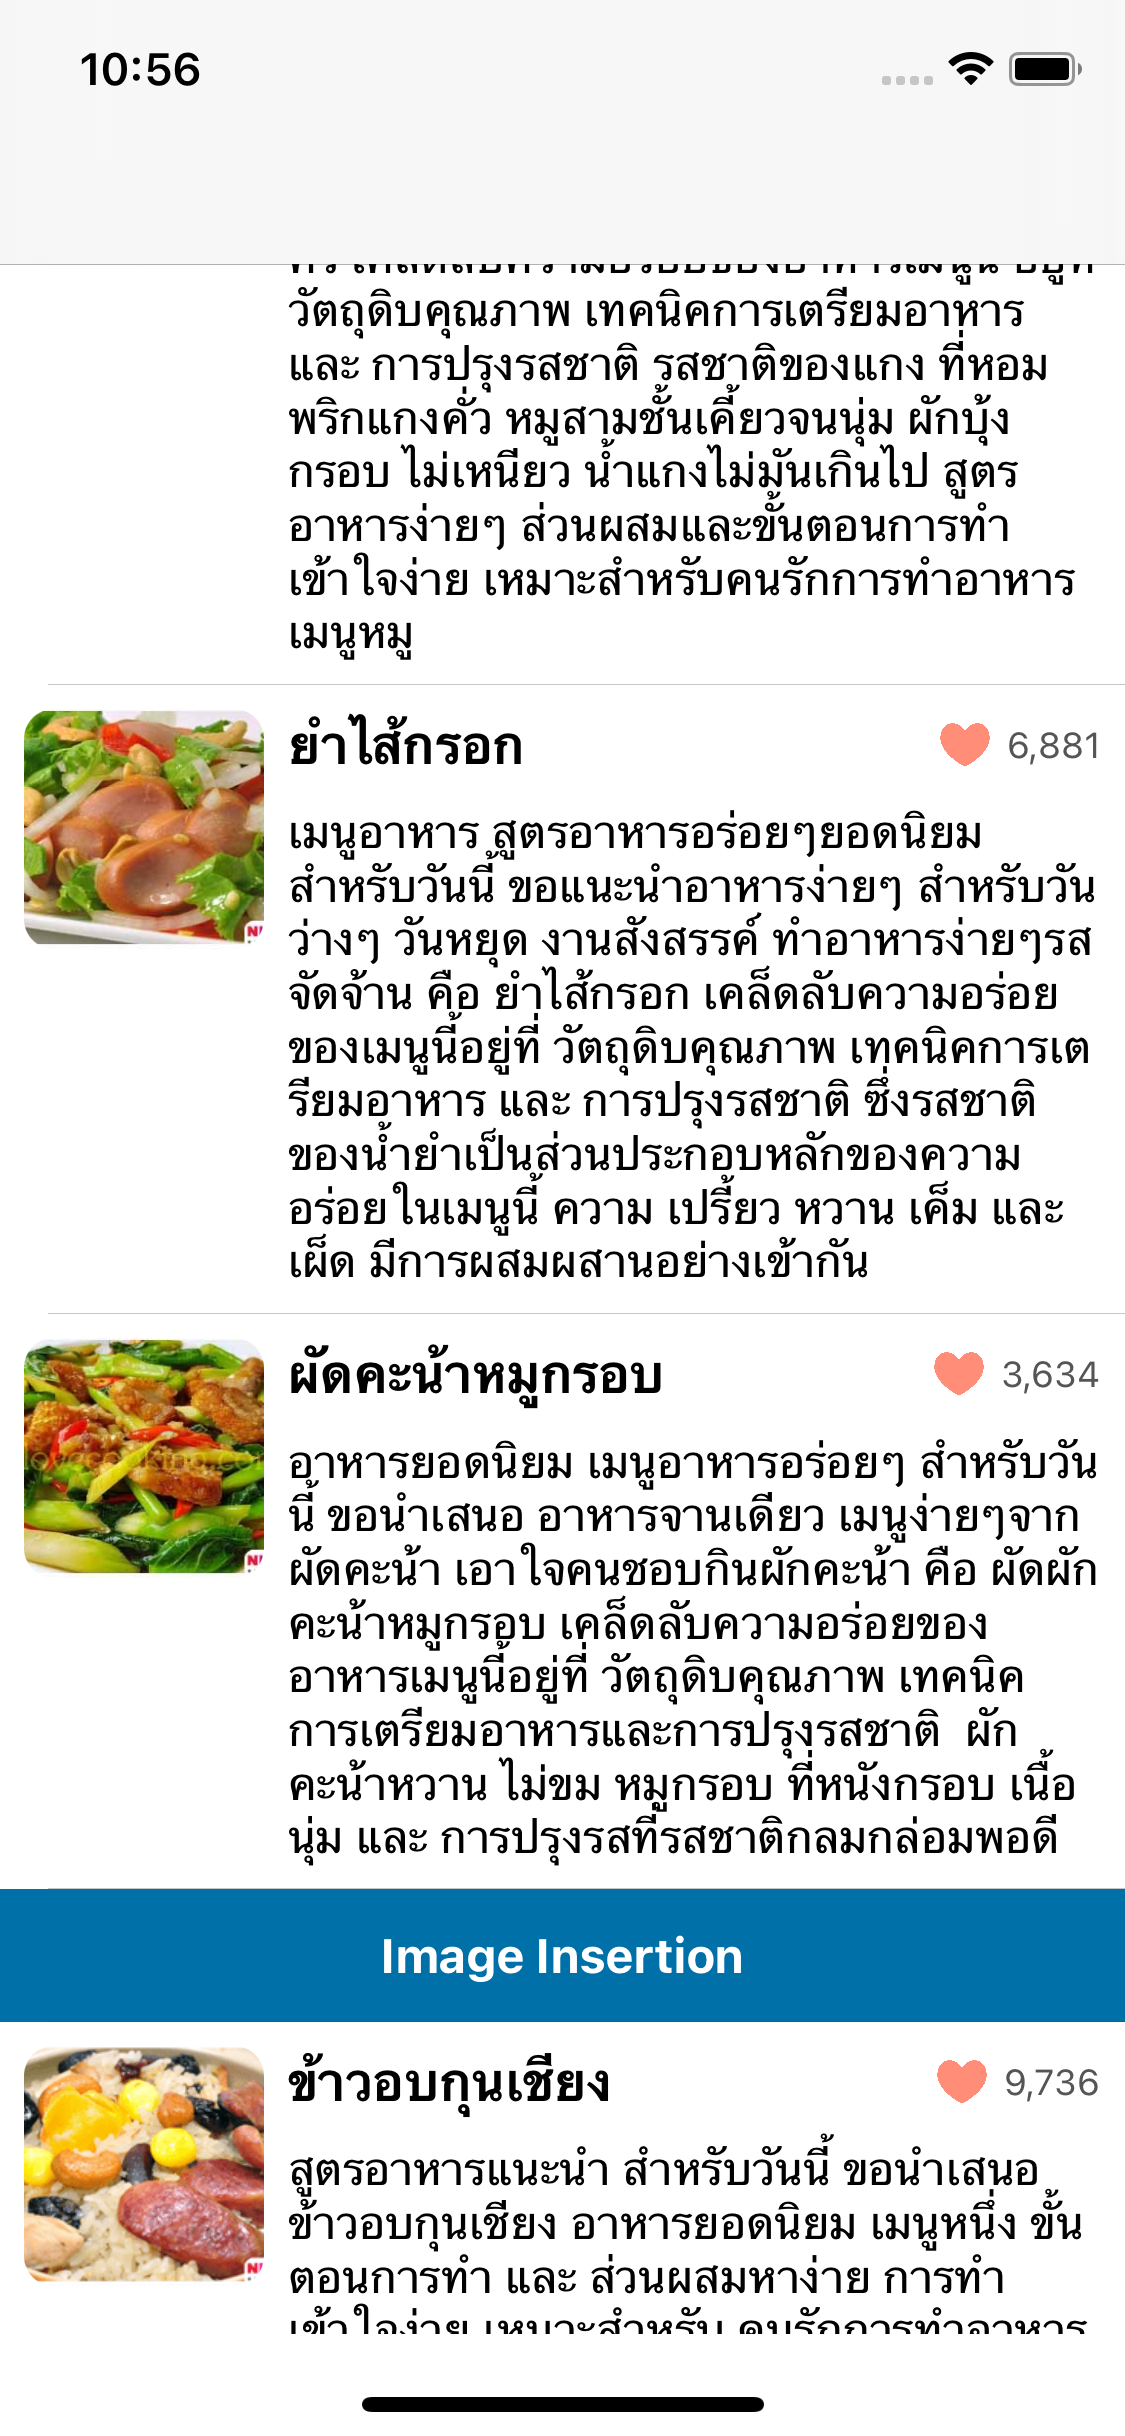 10:56
วัตถุดิบคุณภาพ เทคนิคการเตรียมอาหาร
และ การปรุงรสชาติ รสชาติของแกง ที่หอม
พริกแกงคั่ว หมูสามชั้นเคี้ยวจนนุ่ม ผักบุ้ง
กรอบ ไม่เหนียว น้ำแกงไม่มันเกินไป สูตร
อาหารง่ายๆ ส่วนผสมและขั้นตอนการทำ
เข้าใจง่าย เหมาะสำหรับคนรักการทำอาหาร
เมนูหมู
ยำไส้กรอก 6,881
เมนูอาหาร สูตรอาหารอร่อยๆยอดนิยม
สำหรับวันนี้ ขอแนะนำอาหารง่ายๆ สำหรับวัน
ว่างๆ วันหยุด งานสังสรรค์ ทำอาหารง่ายๆรส
จัดจ้าน คือ ยำไส้กรอก เคล็ดลับความอร่อย
ของเมนูนี้อยู่ที่ วัตถุดิบคุณภาพ เทคนิคการเต
รียมอาหาร และ การปรุงรสชาติ ซึ่งรสชาติ
ของน้ำยำเป็นส่วนประกอบหลักของความ
อร่อยในเมนูนี้ ความ เปรี้ยว หวาน เค็ม และ
เผ็ด มีการผสมผสานอย่างเข้ากัน
ผัดคะน้าหมูกรอบ 3,634
อาหารยอดนิยม เมนูอาหารอร่อยๆ สำหรับวัน
นี้ ขอนำเสนอ อาหารจานเดียว เมนูง่ายๆจาก
ผัดคะน้า เอาใจคนชอบกินผักคะน้า คือ ผัดผัก
คะน้าหมูกรอบ เคล็ดลับความอร่อยของ
อาหารเมนูนี้อยู่ที่ วัตถุดิบคุณภาพ เทคนิค
การเตรียมอาหารและการปรุงรสชาติ  ผัก
คะน้าหวาน ไม่ขม หมูกรอบ ที่หนังกรอบ เนื้อ
นุ่ม และ การปรุงรสที่รสชาติกลมกล่อมพอดี
Image Insertion
ข้าวอบกุนเชียง 9,736
สูตรอาหารแนะนำ สำหรับวันนี้ ขอนำเสนอ
ข้าวอบกุนเชียง อาหารยอดนิยม เมนูหนึ่ง ขั้น
ตอนการทำ และ ส่วนผสมหาง่าย การทำ
เข้าใจง่าย เหมาะสำหรับ คนรักการทำอาหาร